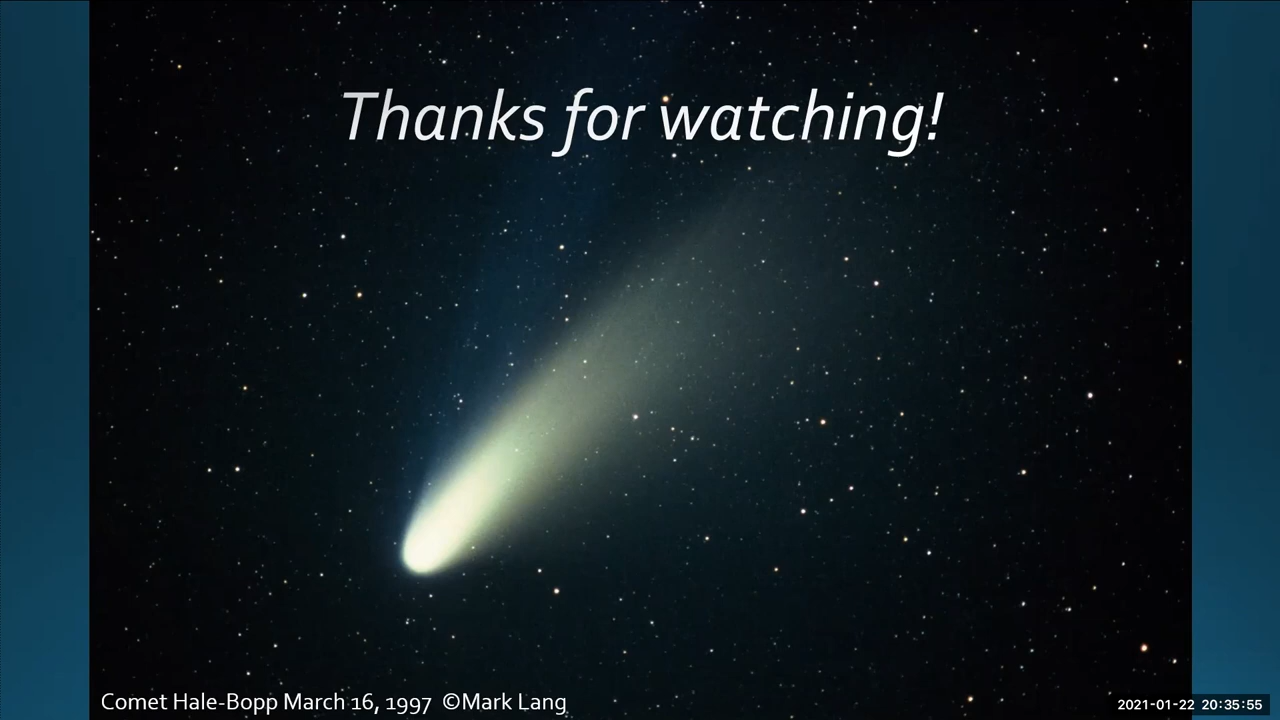 Thanks for watching!
Comet Hale-Bopp March 16, 1997 ©Mark Lang
2021-01-22 20:35:55